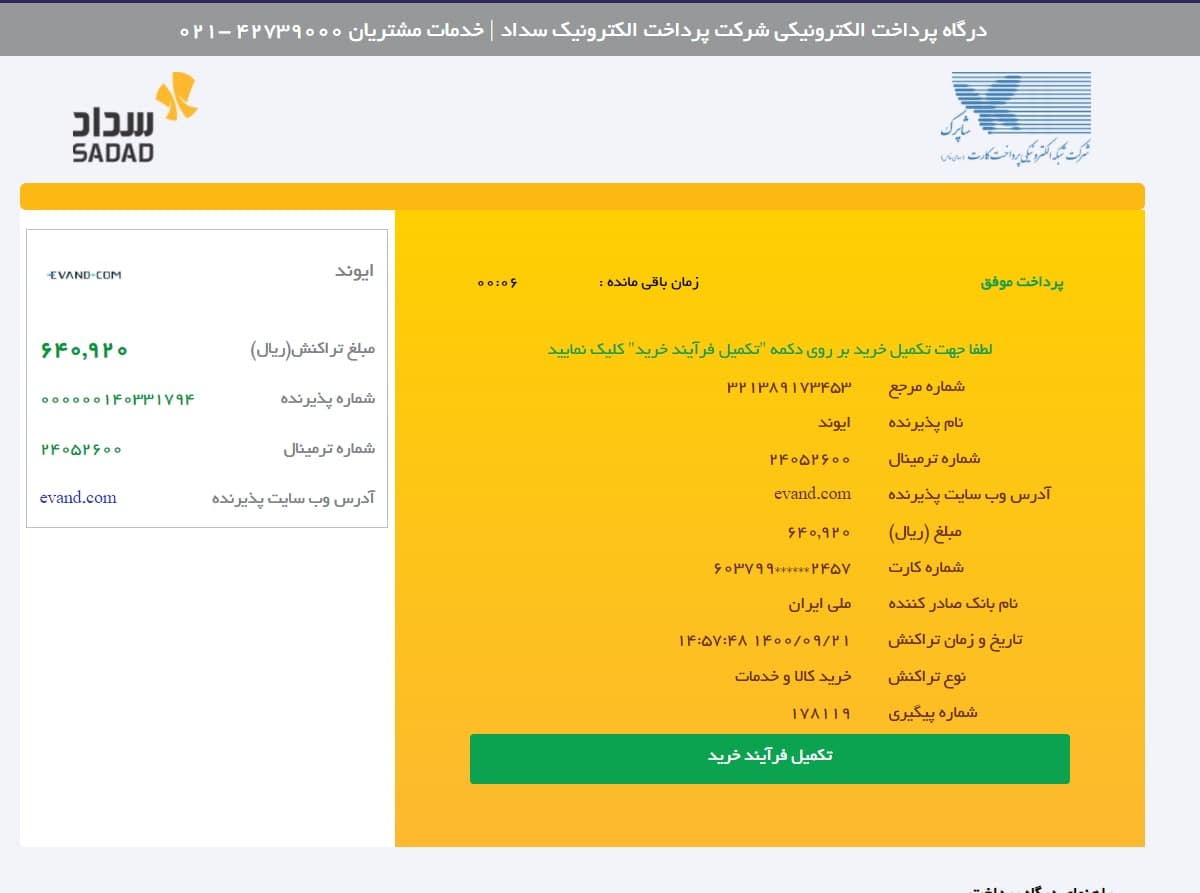 درگاه پرداخت الکترونیکی شرکت پرداخت الکترونیک سداد | خدمات مشتریان ۴۲۷۳۹۰۰۰ -۰۲۱
شاپرک
شرکت شبکه الکترونیکی پرداخت کارت
سداد
SADAD
پرداخت موفق
زمان باقی مانده : ۰۰:۰۶
لطفا جهت تکمیل خرید بر روی دکمه "تکمیل فرآیند خرید" کلیک نمایید
شماره مرجع ۳۲۱۳۸۹۱۷۳۴۵۳
نام پذیرنده ایوند
شماره ترمینال ۲۴۰۵۲۶۰۰
آدرس وب سایت پذیرنده evand.com
مبلغ (ریال) ۶۴۰,۹۲۰
شماره کارت ۶۰۳۷۹۹******۲۴۵۷
نام بانک صادر کننده ملی ایران
تاریخ و زمان تراکنش ۱۴۰۰/۰۹/۲۱ ۱۴:۵۷:۴۸
نوع تراکنش خرید کالا و خدمات
شماره پیگیری ۱۷۸۱۱۹
تکمیل فرآیند خرید
ایوند
EVAND-COM
مبلغ تراکنش(ریال) ۶۴۰,۹۲۰
شماره پذیرنده ۰۰۰۰۰۰۱۴۰۳۳۱۷۹۴
شماره ترمینال ۲۴۰۵۲۶۰۰
آدرس وب سایت پذیرنده evand.com
راهنمای درگاه پرداخت